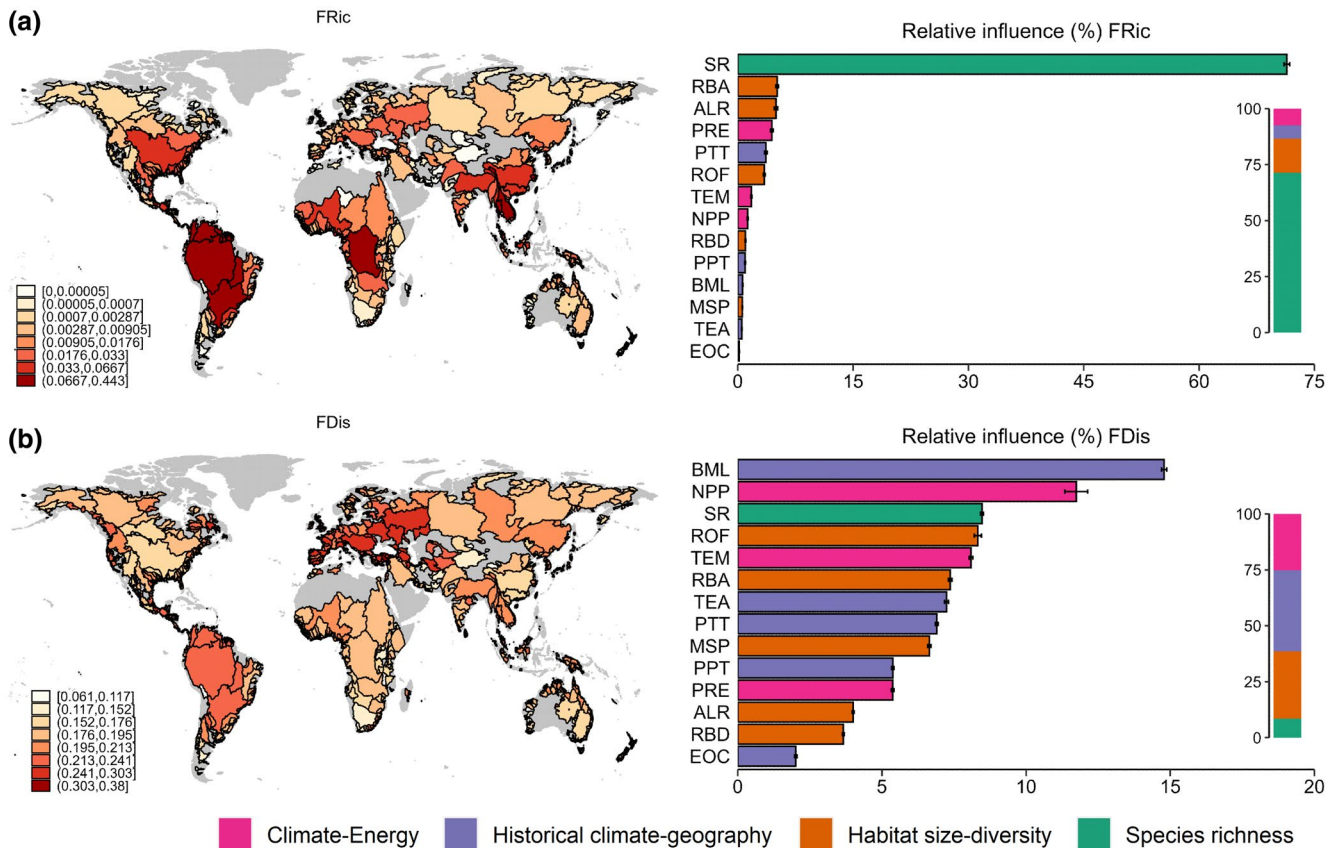 (a)
FRic
[0,0.00005]
(0.00005,0.0007]
(0.0007,0.00287]
(0.00287,0.00905]
(0.00905,0.0176]
(0.0176,0.033]
(0.033,0.0667]
(0.0667,0.443]
Relative influence (%) FRic
SR
RBA
ALR
PRE
PTT
ROF
TEM
NPP
RBD
PPT
BML
MSP
TEA
EOC
0 15 30 45 60 75
100
75
50
25
0
(b)
FDis
[0.061,0.117]
(0.117,0.152]
(0.152,0.176]
(0.176,0.195]
(0.195,0.213]
(0.213,0.241]
(0.241,0.303]
(0.303,0.38]
Relative influence (%) FDis
BML
NPP
SR
ROF
TEM
RBA
TEA
PTT
MSP
PPT
PRE
ALR
RBD
EOC
0 5 10 15 20
100
75
50
25
0
Climate-Energy Historical climate-geography Habitat size-diversity Species richness